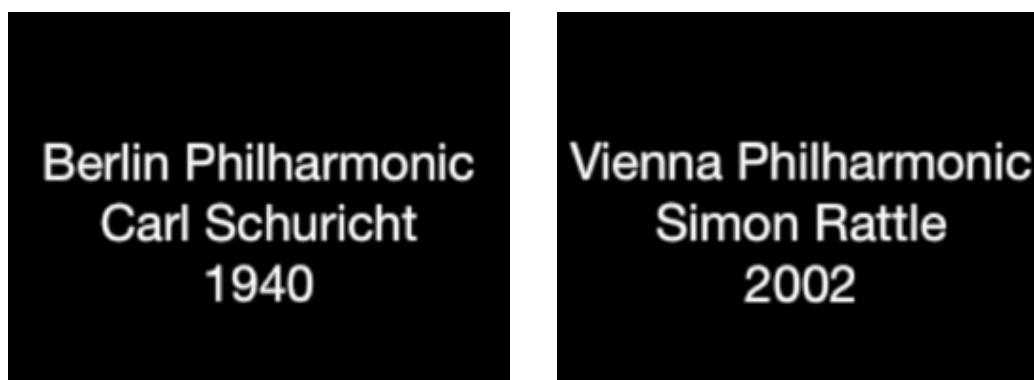 Berlin Philharmonic
Carl Schuricht
1940
Vienna Philharmonic
Simon Rattle
2002